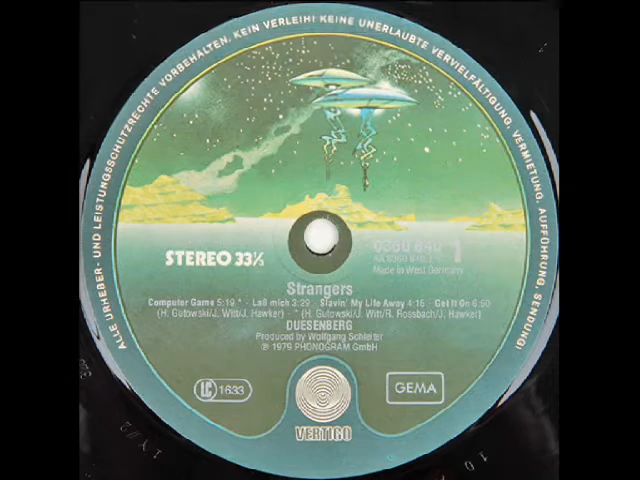 ALLE URHEBER- UND LEISTUNGSSCHUTZRECHTE VORBEHALTEN. KEIN VERLEIH! KEINE UNERLAUBTE VERVIELFÄLTIGUNG, VERMIETUNG, AUFFÜHRUNG, SENDUNG!
STEREO 33⅓
1
Made in West Germany
Strangers
Computer Game 5:19 * · Laß mich 3:29 · Slavin' My Life Away 4:15 · Get It On 6:50
(H. Gutowski/J. Witt/J. Hawker) · * (H. Gutowski/J. Witt/R. Rossbach/J. Hawker)
DUESENBERG
Produced by Wolfgang Schleiter
℗ 1979 PHONOGRAM GmbH
LC 1633
GEMA
VERTIGO